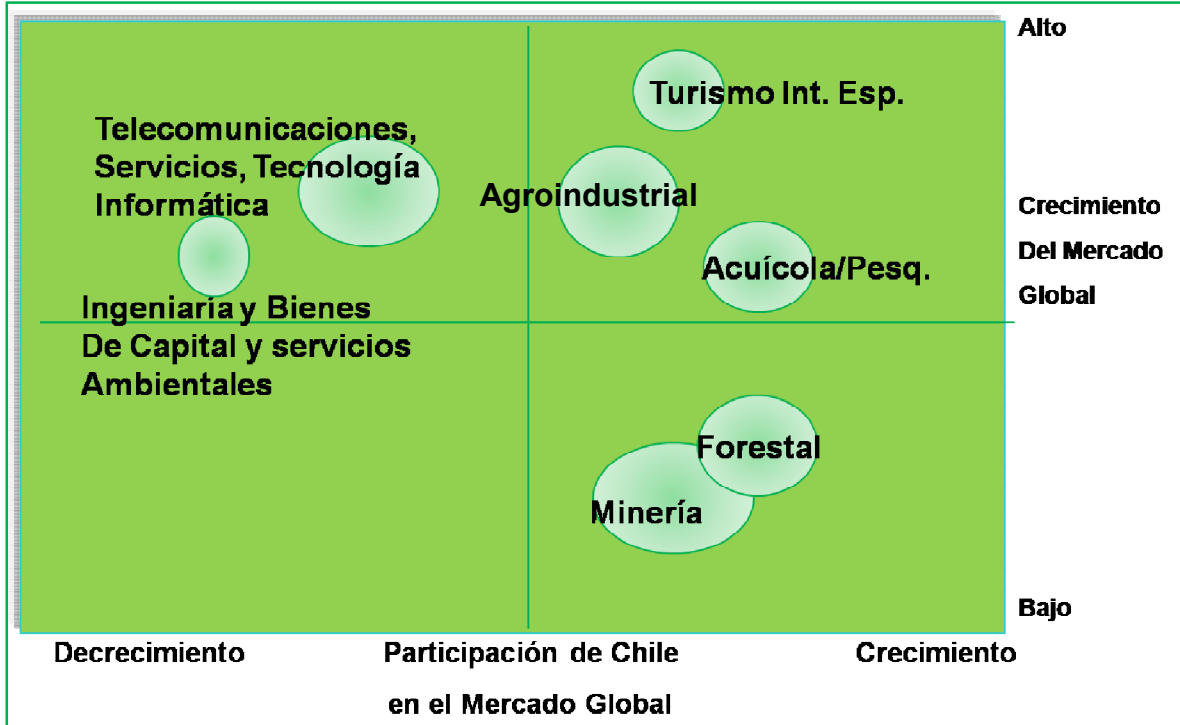 Alto
Turismo Int. Esp.
Telecomunicaciones,
Servicios, Tecnología
Informática
Agroindustrial
Crecimiento
Del Mercado
Global
Acuícola/Pesq.
Ingeniaría y Bienes
De Capital y servicios
Ambientales
Forestal
Minería
Bajo
Decrecimiento
Participación de Chile
en el Mercado Global
Crecimiento